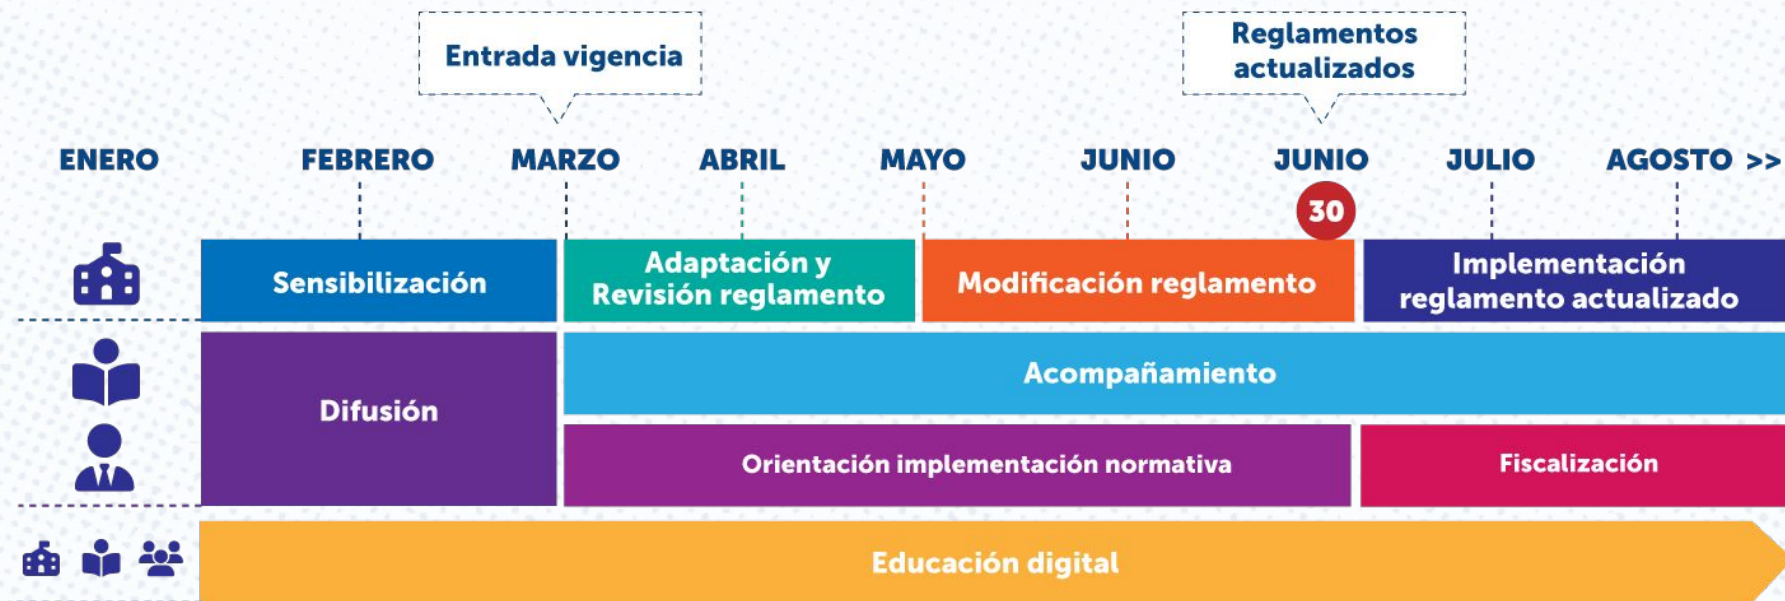 Entrada vigencia
Reglamentos
actualizados
ENERO FEBRERO MARZO ABRIL MAYO JUNIO JUNIO JULIO AGOSTO >>
30
Sensibilización
Adaptación y
Revisión reglamento
Modificación reglamento
Implementación
reglamento actualizado
Difusión
Acompañamiento
Orientación implementación normativa
Fiscalización
Educación digital